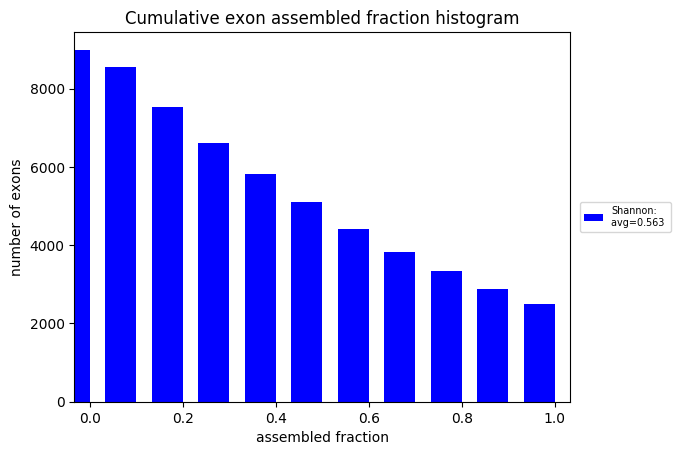 Cumulative exon assembled fraction histogram
number of exons
8000
6000
4000
2000
0
0.0 0.2 0.4 0.6 0.8 1.0
assembled fraction
Shannon:
avg=0.563